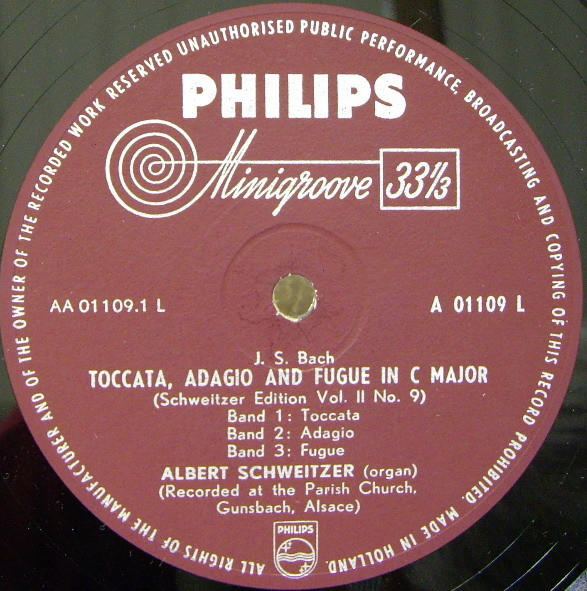 ALL RIGHTS OF THE MANUFACTURER AND OF THE OWNER OF THE RECORDED WORK RESERVED UNAUTHORISED PUBLIC PERFORMANCE, BROADCASTING AND COPYING OF THIS RECORD PROHIBITED. MADE IN HOLLAND.
PHILIPS
Minigroove 33⅓
AA 01109.1 L
A 01109 L
J. S. Bach
TOCCATA, ADAGIO AND FUGUE IN C MAJOR
(Schweitzer Edition Vol. II No. 9)
Band 1: Toccata
Band 2: Adagio
Band 3: Fugue
ALBERT SCHWEITZER (organ)
(Recorded at the Parish Church,
Gunsbach, Alsace)
PHILIPS